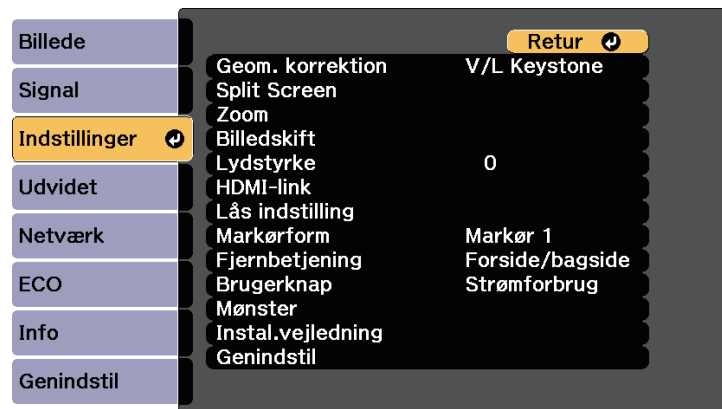 Billede
Signal
Indstillinger
Udvidet
Netværk
ECO
Info
Genindstil
Retur
Geom. korrektion V/L Keystone
Split Screen
Zoom
Billedskift
Lydstyrke 0
HDMI-link
Lås indstilling
Markørform Markør 1
Fjernbetjening Forside/bagside
Brugerknap Strømforbrug
Mønster
Instal.vejledning
Genindstil